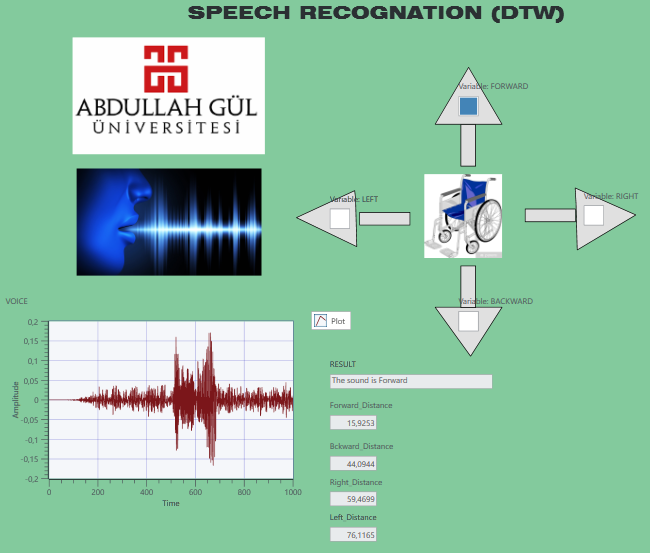 SPEECH RECOGNATION (DTW)
ABDULLAH GÜL
ÜNİVERSİTESİ
Variable: FORWARD
Variable: LEFT
Variable: RIGHT
Variable: BACKWARD
VOICE
Plot
0,2
0,15
0,1
0,05
0
-0,05
-0,1
-0,15
-0,2
Amplitude
0
200
400
600
800
1000
Time
RESULT
The sound is Forward
Forward_Distance
15,9253
Bckward_Distance
44,0944
Right_Distance
59,4699
Left_Distance
76,1165